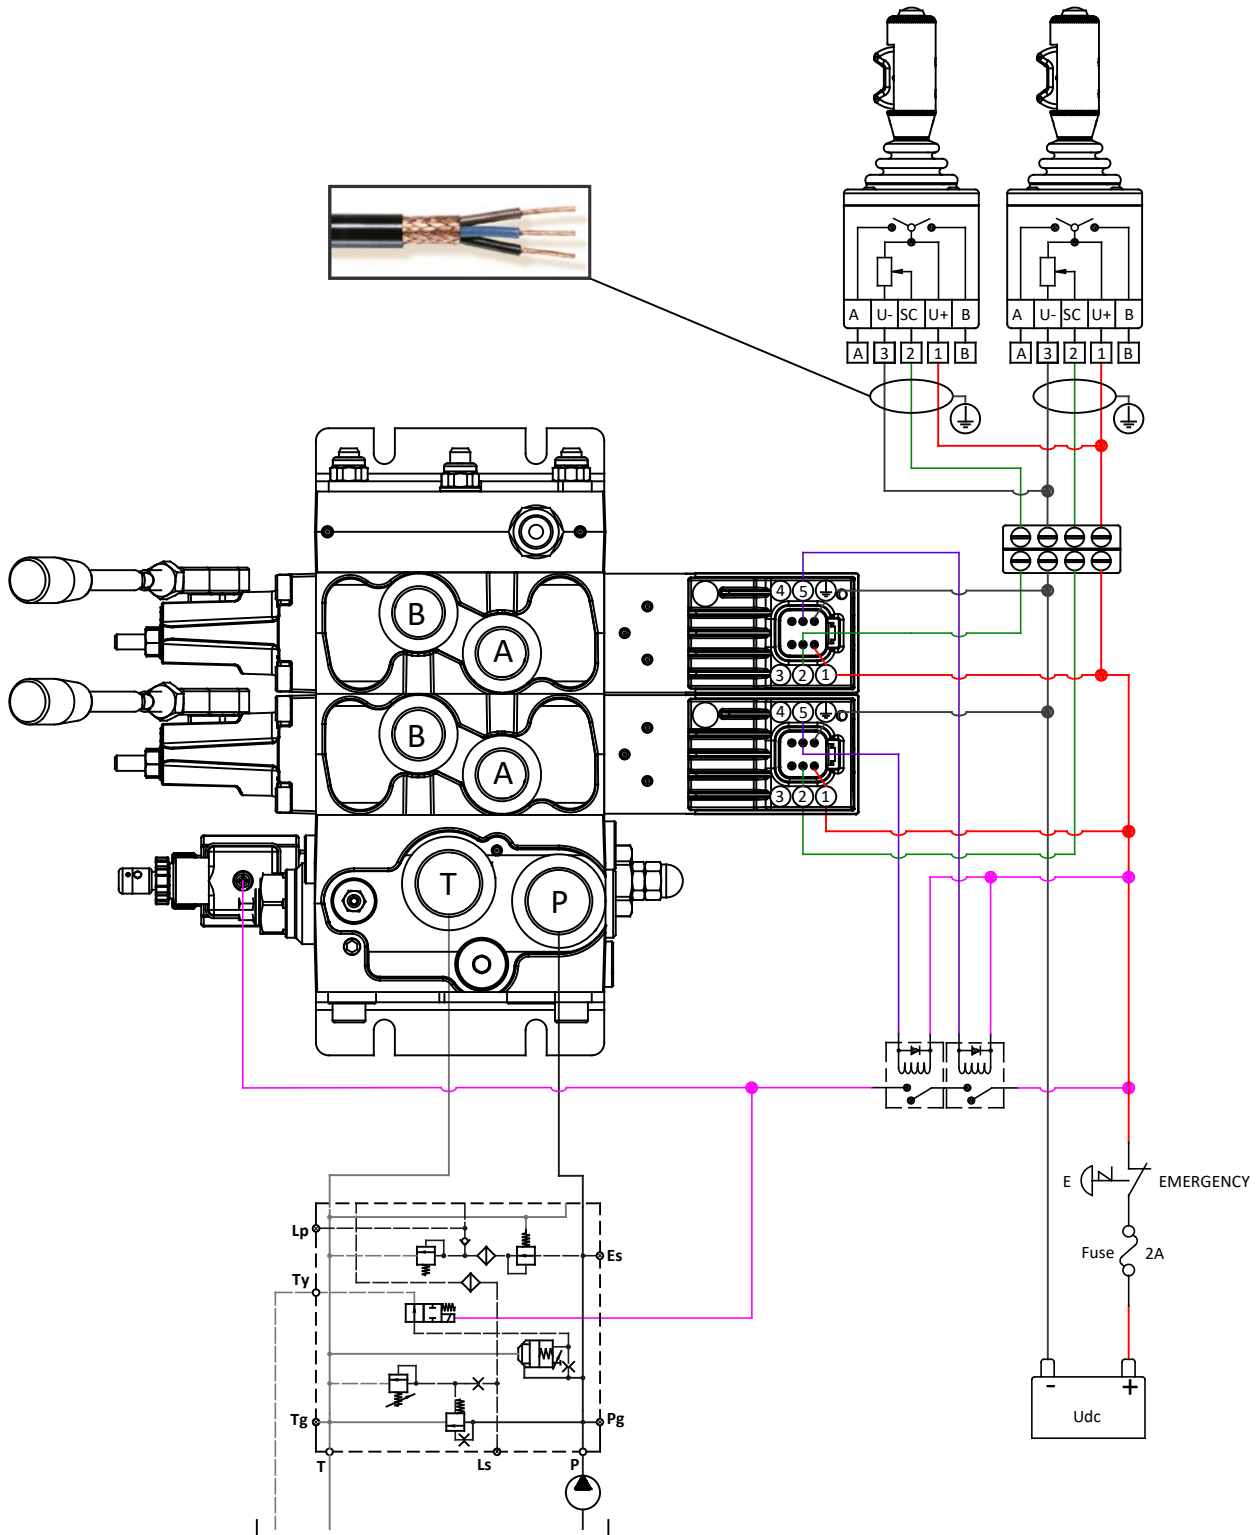 A U- SC U+ B
A 3 2 1 B
A U- SC U+ B
A 3 2 1 B
B
A
4 5
3 2 1
B
A
4 5
3 2 1
T
P
E EMERGENCY
Fuse 2A
Lp
Es
Ty
Tg
Pg
T
Ls
P
- +
Udc